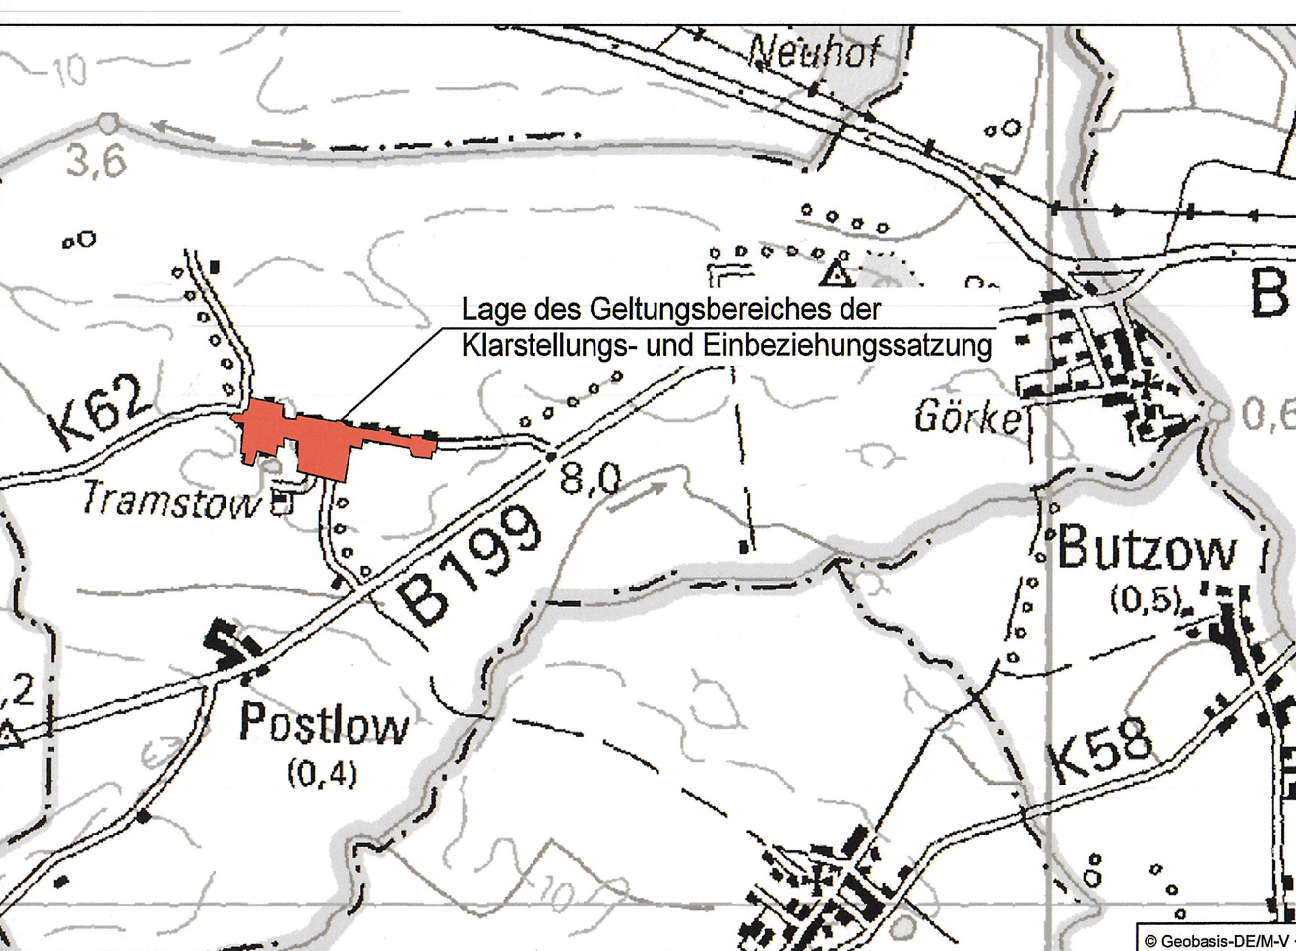 Neuhof
10
3,6
Lage des Geltungsbereiches der
Klarstellungs- und Einbeziehungssatzung
B
K62
Görke
0,6
8,0
Tramstow
B199
Butzow
(0,5)
,2
Postlow
(0,4)
K58
10
© Geobasis-DE/M-V